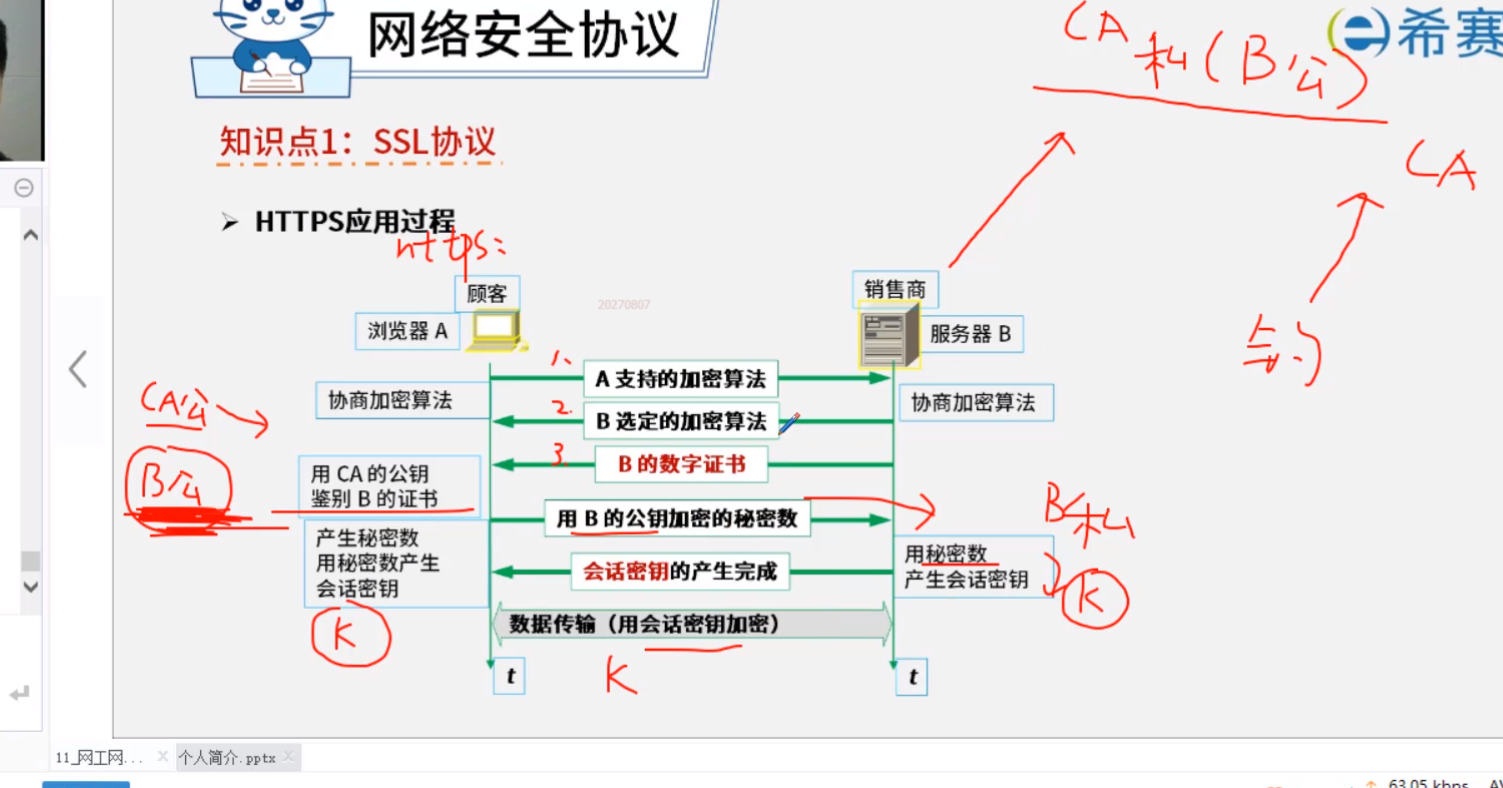 网络安全协议
CA私(B公)
希赛
知识点1：SSL协议
CA
HTTPS应用过程
https:
顾客
销售商
20270807
浏览器 A
服务器 B
1、
A 支持的加密算法
协商加密算法
协商加密算法
CA公
2.
B 选定的加密算法
3.
B 的数字证书
B公
用 CA 的公钥
鉴别 B 的证书
用 B 的公钥加密的秘密数
B私
产生秘密数
用秘密数产生
会话密钥
用秘密数
产生会话密钥
会话密钥的产生完成
K
K
数据传输（用会话密钥加密）
K
t
t
11_网工网...
个人简介.pptx
63.05 kbps